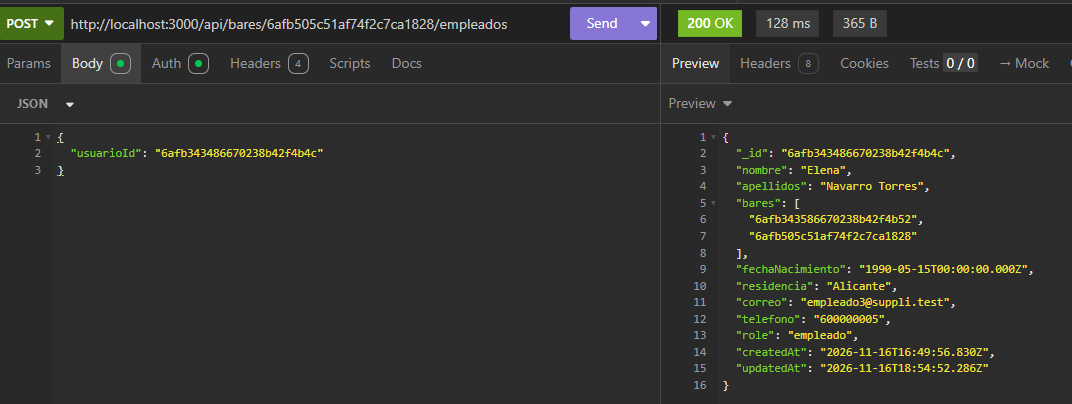 POST http://localhost:3000/api/bares/6afb505c51af74f2c7ca1828/empleados Send 200 OK 128 ms 365 B
Params Body Auth Headers 4 Scripts Docs Preview Headers 8 Cookies Tests 0 / 0 → Mock
JSON Preview
1 {
2 "usuarioId": "6afb343486670238b42f4b4c"
3 }
1 {
2 "_id": "6afb343486670238b42f4b4c",
3 "nombre": "Elena",
4 "apellidos": "Navarro Torres",
5 "bares": [
6 "6afb343586670238b42f4b52",
7 "6afb505c51af74f2c7ca1828"
8 ],
9 "fechaNacimiento": "1990-05-15T00:00:00.000Z",
10 "residencia": "Alicante",
11 "correo": "empleado3@suppli.test",
12 "telefono": "600000005",
13 "role": "empleado",
14 "createdAt": "2026-11-16T16:49:56.830Z",
15 "updatedAt": "2026-11-16T18:54:52.286Z"
16 }